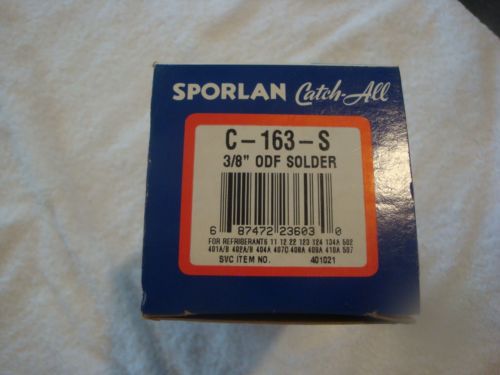 SPORLAN Catch-All
C-163-S
3/8" ODF SOLDER
6 87472 23603 0
FOR REFRIGERANTS 11 12 22 123 124 134A 502
401A/B 402A/B 404A 407C 408A 409A 410A 507
SVC ITEM NO. 401021